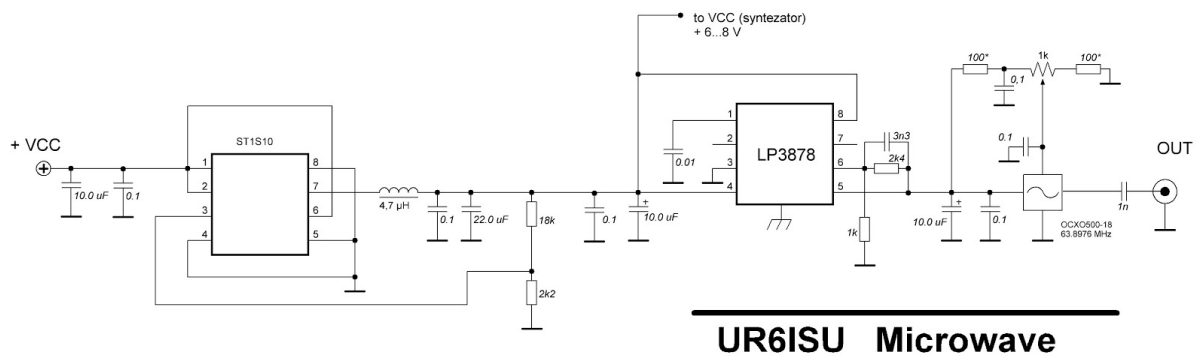 to VCC (syntezator)
+ 6...8 V
100*
1k
100*
0,1
ST1S10
+ VCC
10.0 uF
0.1
1
2
3
4
8
7
6
5
4,7 µH
0.1
22.0 uF
18k
2k2
0.1
+
10.0 uF
0.01
1
2
3
4
LP3878
8
7
6
5
3n3
2k4
1k
+
10.0 uF
0.1
0.1
OCXO500-18
63.8976 MHz
1n
OUT
UR6ISU Microwave